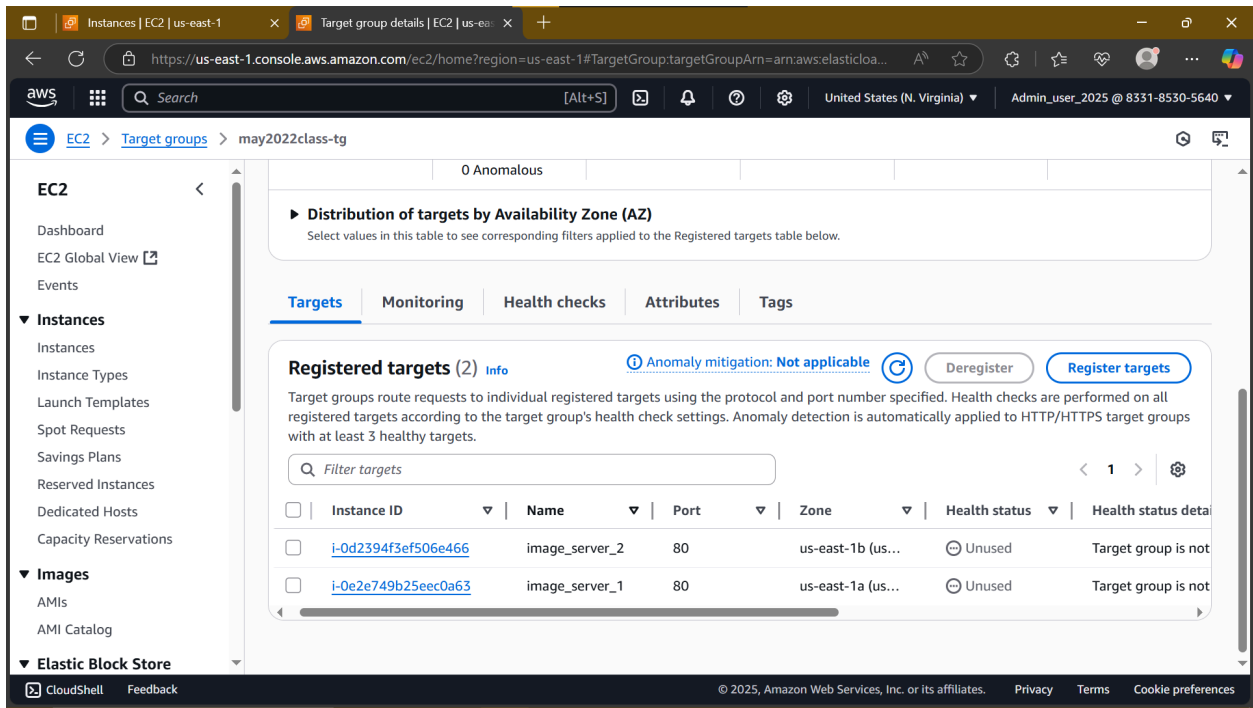 Instances | EC2 | us-east-1
Target group details | EC2 | us-eas
https://us-east-1.console.aws.amazon.com/ec2/home?region=us-east-1#TargetGroup:targetGroupArn=arn:aws:elasticloa...
aws
Search
[Alt+S]
United States (N. Virginia)
Admin_user_2025 @ 8331-8530-5640
EC2 > Target groups > may2022class-tg
EC2
Dashboard
EC2 Global View
Events
Instances
Instances
Instance Types
Launch Templates
Spot Requests
Savings Plans
Reserved Instances
Dedicated Hosts
Capacity Reservations
Images
AMIs
AMI Catalog
Elastic Block Store
0 Anomalous
Distribution of targets by Availability Zone (AZ)
Select values in this table to see corresponding filters applied to the Registered targets table below.
Targets Monitoring Health checks Attributes Tags
Registered targets (2) Info
Anomaly mitigation: Not applicable
Deregister
Register targets
Target groups route requests to individual registered targets using the protocol and port number specified. Health checks are performed on all
registered targets according to the target group's health check settings. Anomaly detection is automatically applied to HTTP/HTTPS target groups
with at least 3 healthy targets.
Filter targets
1
Instance ID Name Port Zone Health status Health status detai
i-0d2394f3ef506e466 image_server_2 80 us-east-1b (us... Unused Target group is not
i-0e2e749b25eec0a63 image_server_1 80 us-east-1a (us... Unused Target group is not
CloudShell Feedback © 2025, Amazon Web Services, Inc. or its affiliates. Privacy Terms Cookie preferences